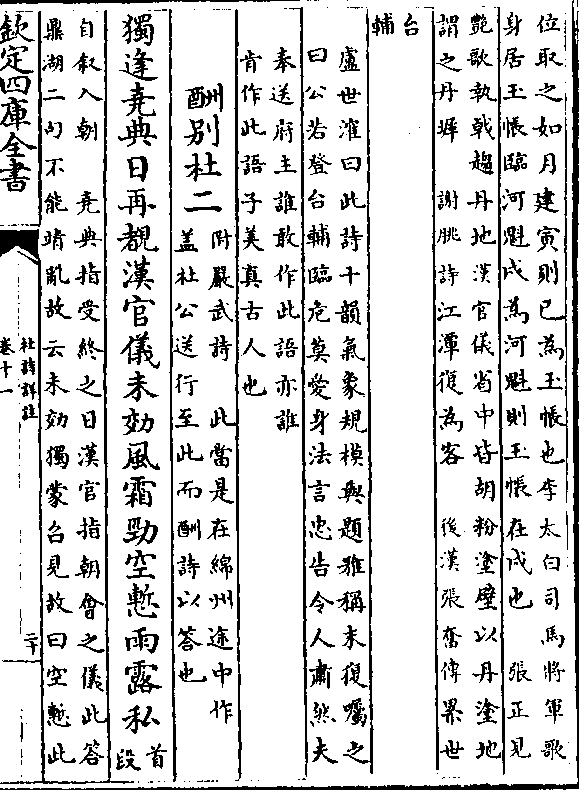 位取之如月建寅則已為玉帳也李太白司馬將軍歌
身居玉帳臨河魁戌為河魁則玉帳在戌也 張正見
艷歌執戟趨丹地漢官儀省中皆胡粉塗壁以丹塗地
謂之丹墀 謝朓詩江潭復為客 後漢張奮傳累世
台
輔
盧世㴶曰此詩十韻氣象規模與題雅稱末復囑之
曰公若登台輔臨危莫愛身法言忠告令人肅然夫
奉送府主誰敢作此語亦誰
肯作此語子美真古人也
酬别杜二
附嚴武詩 此當是在綿州途中作
蓋杜公送行至此而酬詩以答也
獨逢堯典日再覩漢官儀未効風霜勁空慙雨露私
首
段
自叙入朝 堯典指受終之日漢官指朝會之儀此答
鼎湖二句不能靖亂故云未効獨蒙召見故曰空慙此
欽定四庫全書
杜詩詳註
卷十一
二十